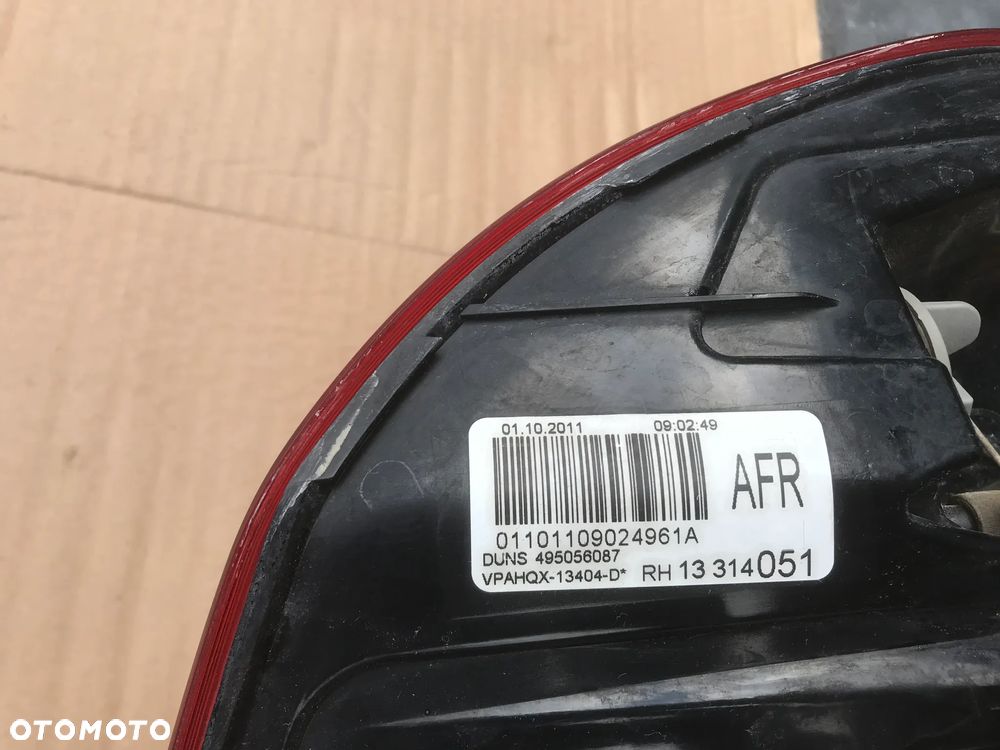 01.10.2011 09:02:49
AFR
01101109024961A
DUNS 495056087
VPAHQX-13404-D* RH 13 314051
OTOMOTO